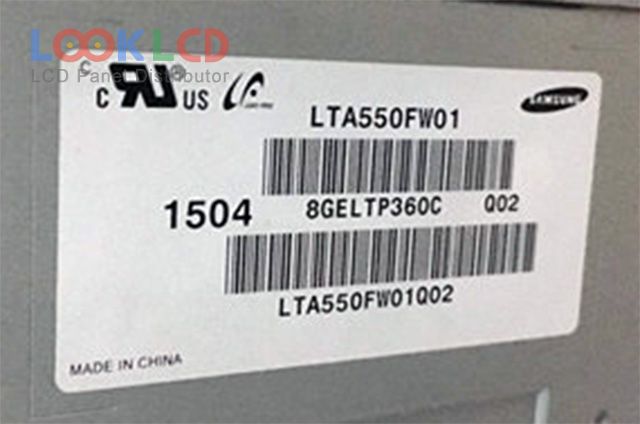 LOOKLCD
LCD Panel Distributor
C US
LTA550FW01
SAMSUNG
1504
8GELTP360C Q02
LTA550FW01Q02
MADE IN CHINA